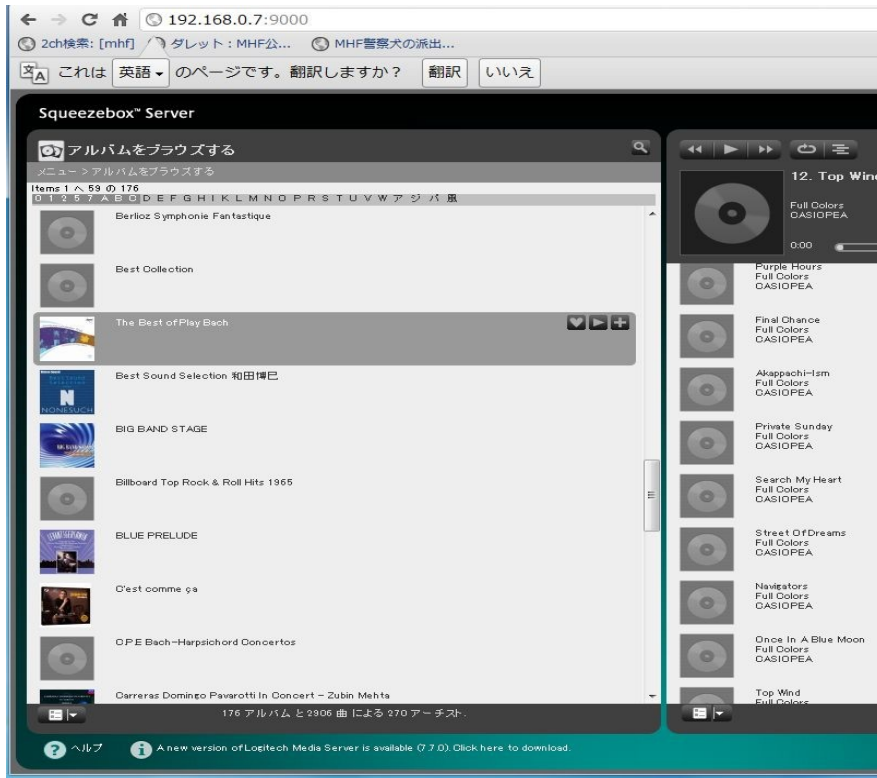 192.168.0.7:9000
2ch検索: [mhf]
ダレット：MHF公...
MHF警察犬の派出...
これは 英語 のページです。翻訳しますか？ 翻訳 いいえ
Squeezebox™ Server
アルバムをブラウズする
メニュー > アルバムをブラウズする
Items 1 へ 59 の 176
0 1 2 5 7 A B C D E F G H I K L M N O P R S T U V W ア ジ パ 風
Berlioz Symphonie Fantastique
Best Collection
The Best of Play Bach
Best Sound Selection 和田博巳
NONESUCH
BIG BAND STAGE
Billboard Top Rock & Roll Hits 1965
BLUE PRELUDE
C'est comme ça
C.P.E Bach-Harpsichord Concertos
Carreras Domingo Pavarotti In Concert - Zubin Mehta
176 アルバム と 2906 曲 による 270 アーチスト.
12. Top Wind
Full Colors
CASIOPEA
0:00
Purple Hours
Full Colors
CASIOPEA
Final Chance
Full Colors
CASIOPEA
Akappachi-Ism
Full Colors
CASIOPEA
Private Sunday
Full Colors
CASIOPEA
Search My Heart
Full Colors
CASIOPEA
Street Of Dreams
Full Colors
CASIOPEA
Navigators
Full Colors
CASIOPEA
Once In A Blue Moon
Full Colors
CASIOPEA
Top Wind
Full Colors
ヘルプ
A new version of Logitech Media Server is available (7.7.0). Click here to download.